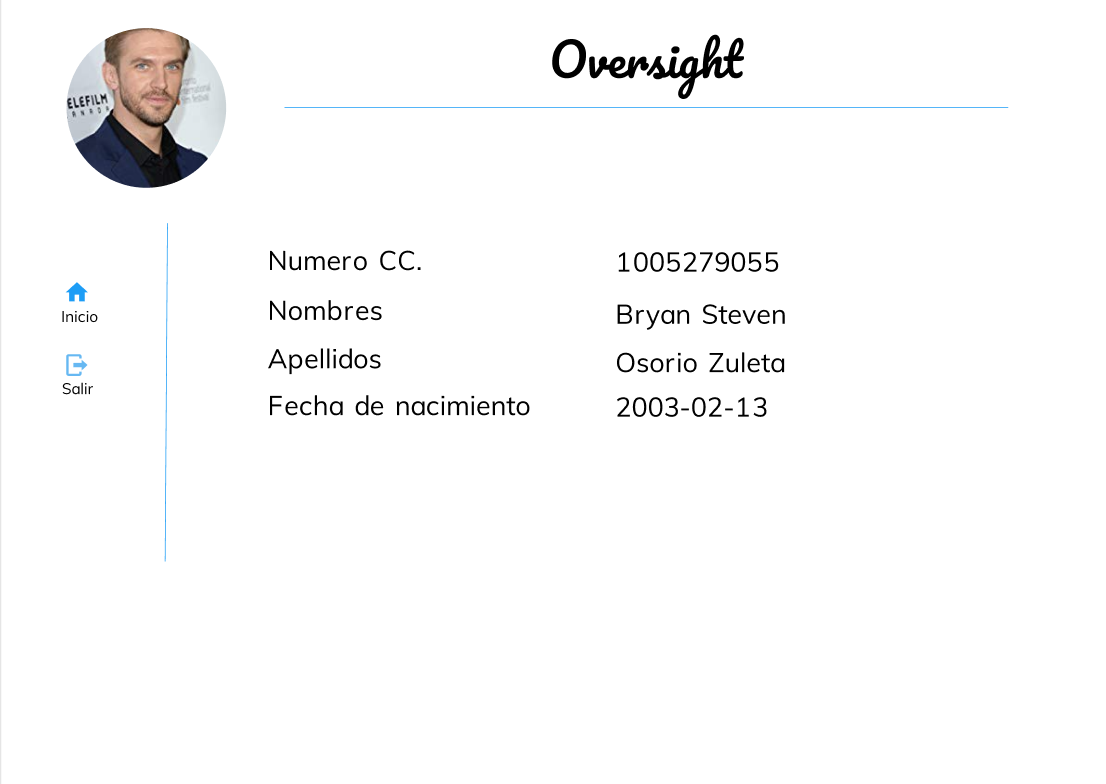 Oversight
ELEFILM
Numero CC. 1005279055
Inicio
Nombres Bryan Steven
Apellidos Osorio Zuleta
Salir
Fecha de nacimiento 2003-02-13